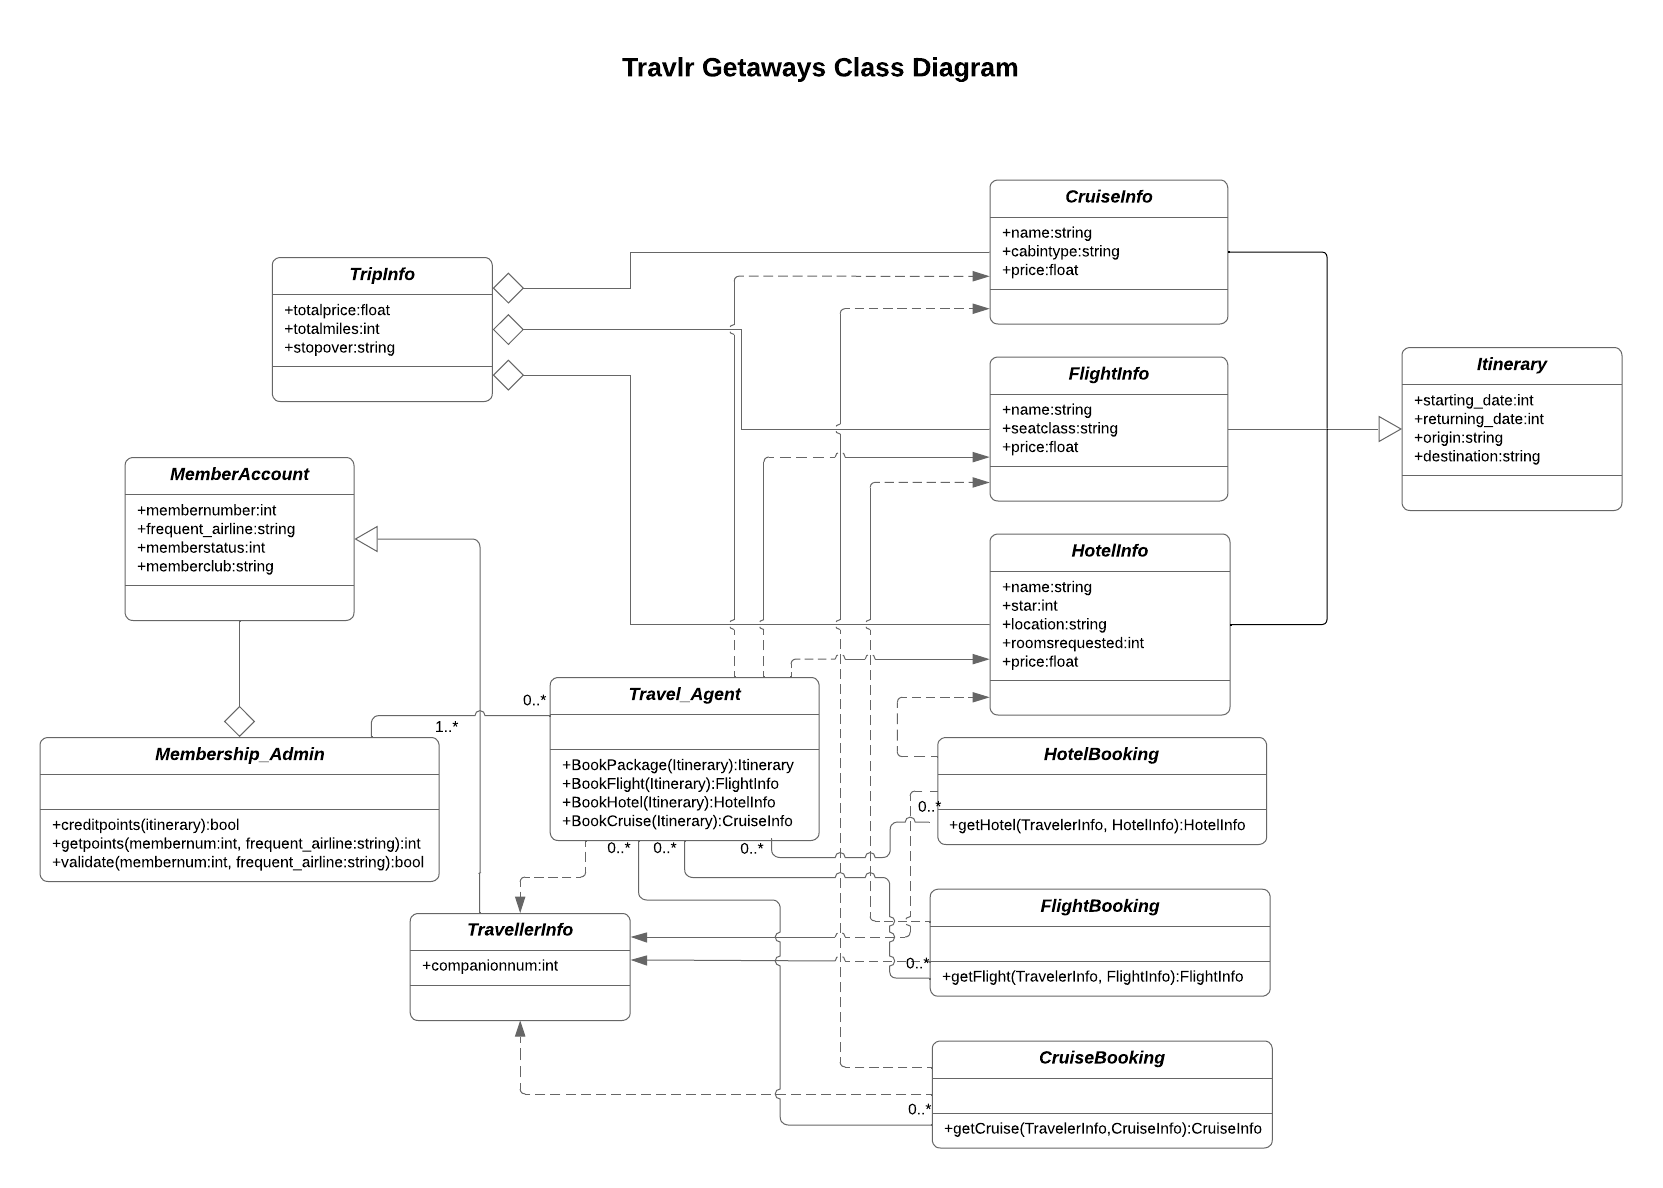 Travlr Getaways Class Diagram
CruiseInfo
+name:string
+cabintype:string
+price:float
TripInfo
+totalprice:float
+totalmiles:int
+stopover:string
FlightInfo
+name:string
+seatclass:string
+price:float
Itinerary
+starting_date:int
+returning_date:int
+origin:string
+destination:string
MemberAccount
+membernumber:int
+frequent_airline:string
+memberstatus:int
+memberclub:string
HotelInfo
+name:string
+star:int
+location:string
+roomsrequested:int
+price:float
0..*
1..*
Travel_Agent
+BookPackage(Itinerary):Itinerary
+BookFlight(Itinerary):FlightInfo
+BookHotel(Itinerary):HotelInfo
+BookCruise(Itinerary):CruiseInfo
0..*
0..*
0..*
Membership_Admin
+creditpoints(itinerary):bool
+getpoints(membernum:int, frequent_airline:string):int
+validate(membernum:int, frequent_airline:string):bool
HotelBooking
0..*
+getHotel(TravelerInfo, HotelInfo):HotelInfo
TravellerInfo
+companionnum:int
FlightBooking
0..*
+getFlight(TravelerInfo, FlightInfo):FlightInfo
CruiseBooking
0..*
+getCruise(TravelerInfo,CruiseInfo):CruiseInfo